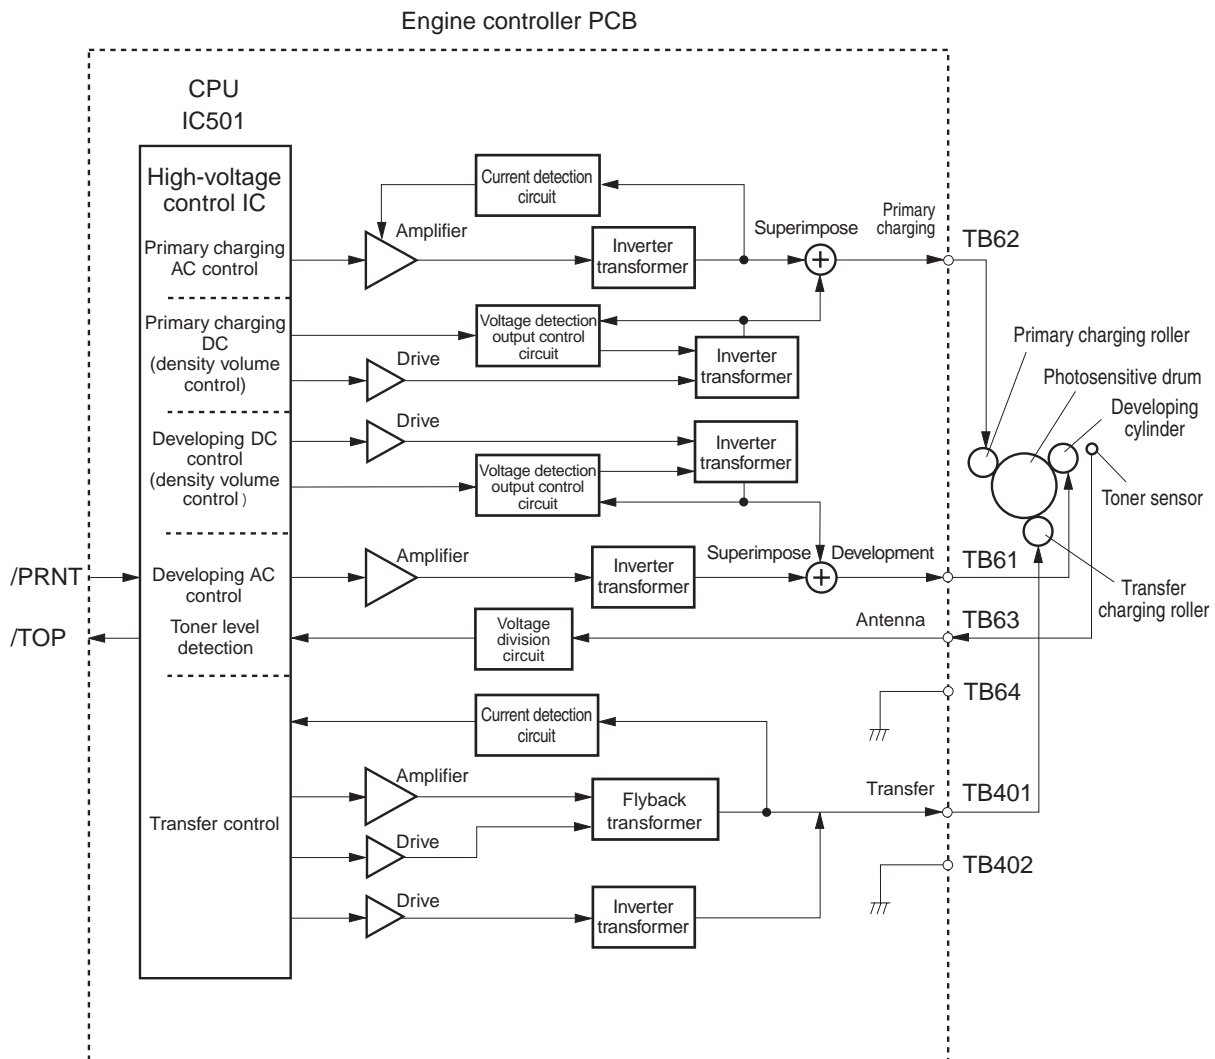 Engine controller PCB
CPU
IC501
High-voltage
control IC
Primary charging
AC control
Primary charging
DC
(density volume
control)
Developing DC
control
(density volume
control)
Developing AC
control
Toner level
detection
Transfer control
/PRNT
/TOP
Current detection
circuit
Amplifier
Inverter
transformer
Superimpose
Primary
charging
TB62
Voltage detection
output control
circuit
Drive
Inverter
transformer
Drive
Inverter
transformer
Voltage detection
output control
circuit
Amplifier
Inverter
transformer
Superimpose
Development
TB61
Voltage
division
circuit
Antenna
TB63
TB64
Current detection
circuit
Amplifier
Flyback
transformer
Transfer
TB401
Drive
TB402
Drive
Inverter
transformer
Primary charging roller
Photosensitive drum
Developing
cylinder
Toner sensor
Transfer
charging roller